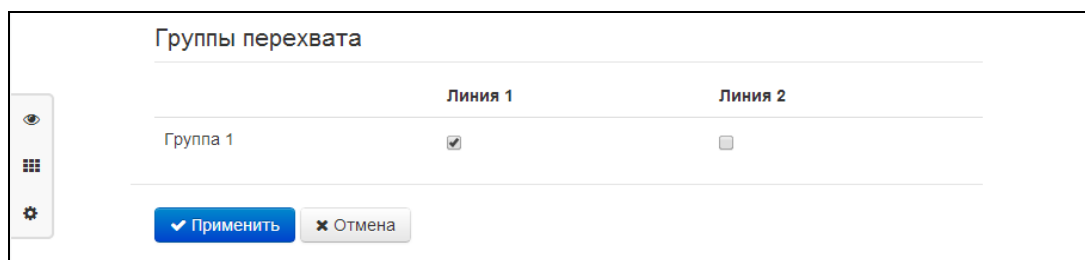 Группы перехвата
Линия 1 Линия 2
Группа 1
Применить Отмена